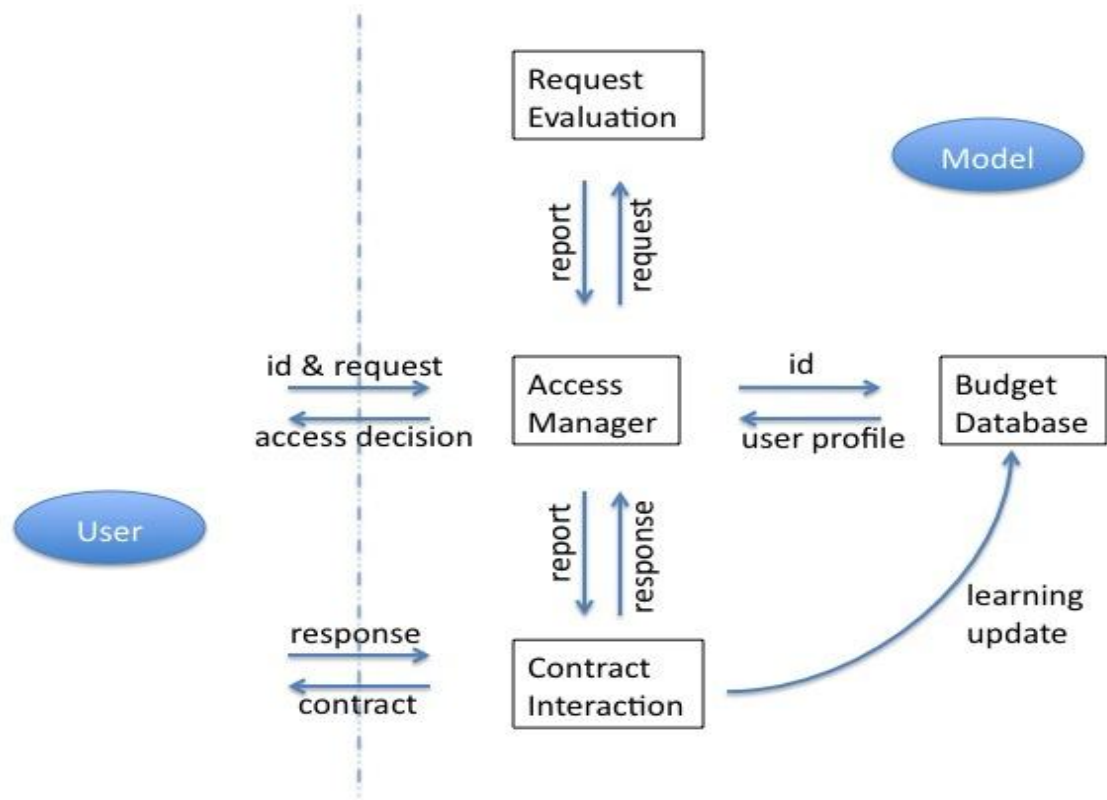 Request
Evaluation
Model
report
request
id & request
access decision
Access
Manager
id
user profile
Budget
Database
User
report
response
learning
update
response
contract
Contract
Interaction